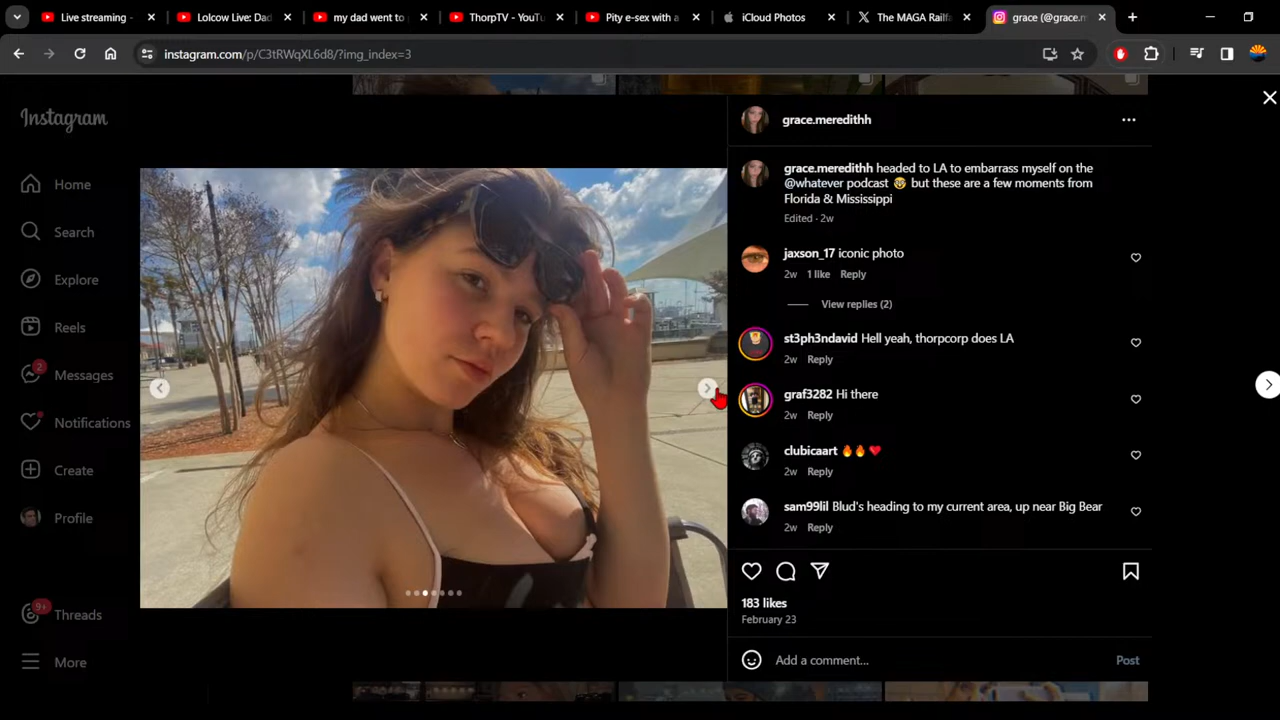 Live streaming -
Lolcow Live: Dad
my dad went to
ThorpTV - YouTu
Pity e-sex with a
iCloud Photos
The MAGA Railfa
grace (@grace.m
instagram.com/p/C3tRWqXL6d8/?img_index=3
Instagram
Home
Search
Explore
Reels
2
Messages
Notifications
Create
Profile
9+
Threads
More
grace.meredithh
grace.meredithh headed to LA to embarrass myself on the
@whatever podcast 🤓 but these are a few moments from
Florida & Mississippi
Edited · 2w
jaxson_17 iconic photo
2w 1 like Reply
View replies (2)
st3ph3ndavid Hell yeah, thorpcorp does LA
2w Reply
graf3282 Hi there
2w Reply
clubicaart 🔥🔥❤️
2w Reply
sam99lil Blud's heading to my current area, up near Big Bear
2w Reply
183 likes
February 23
Add a comment...
Post